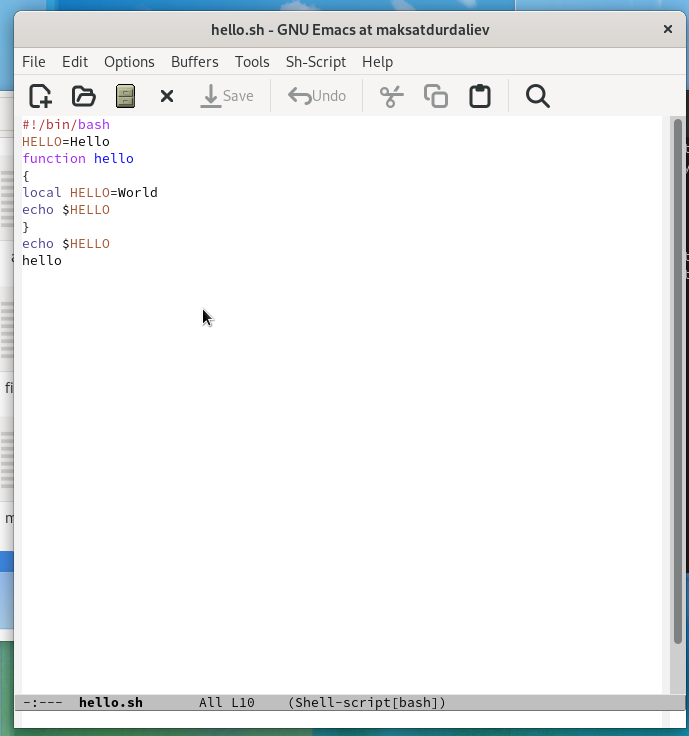 hello.sh - GNU Emacs at maksatdurdaliev
File Edit Options Buffers Tools Sh-Script Help
Save Undo
#!/bin/bash
HELLO=Hello
function hello
{
local HELLO=World
echo $HELLO
}
echo $HELLO
hello
fi
m
-:--- hello.sh All L10 (Shell-script[bash])